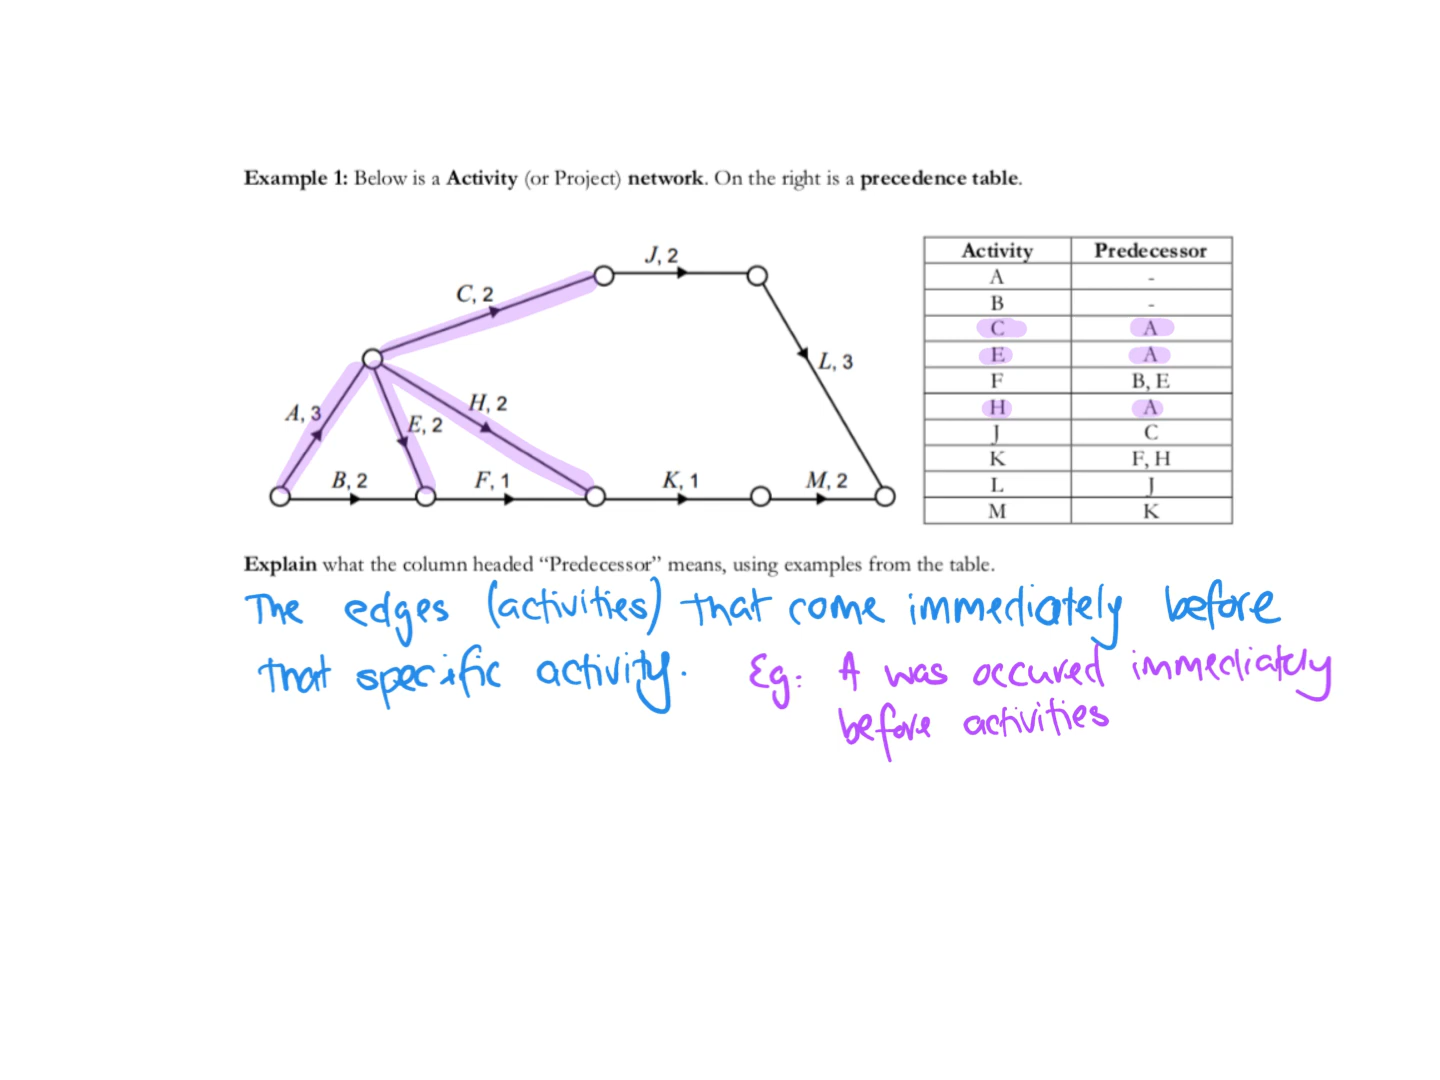 Example 1: Below is a Activity (or Project) network. On the right is a precedence table.
J, 2
C, 2
L, 3
A, 3
H, 2
E, 2
B, 2
F, 1
K, 1
M, 2
Activity Predecessor
A -
B -
C A
E A
F B, E
H A
J C
K F, H
L J
M K
Explain what the column headed “Predecessor” means, using examples from the table.
The edges (activities) that come immediately before
that specific activity. Eg: A was occured immediately
before activities